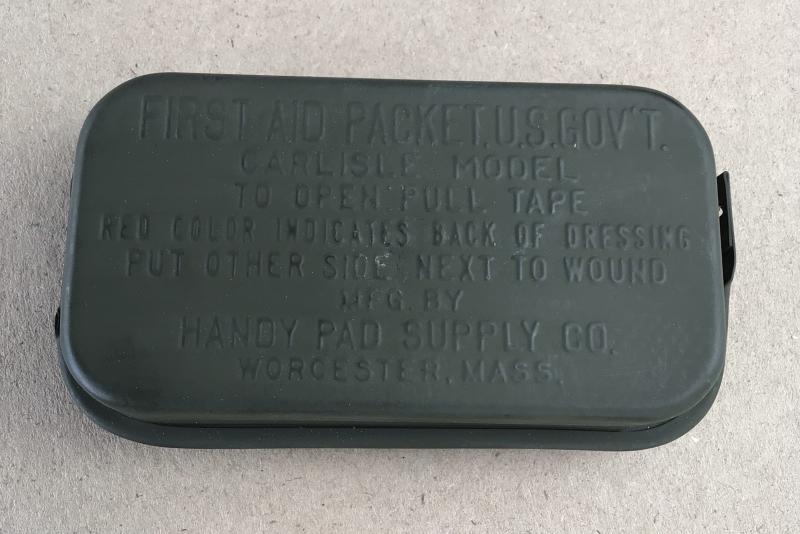 FIRST AID PACKET, U.S. GOV'T.
CARLISLE MODEL
TO OPEN PULL TAPE
RED COLOR INDICATES BACK OF DRESSING
PUT OTHER SIDE NEXT TO WOUND
MFG. BY
HANDY PAD SUPPLY CO.
WORCESTER, MASS.